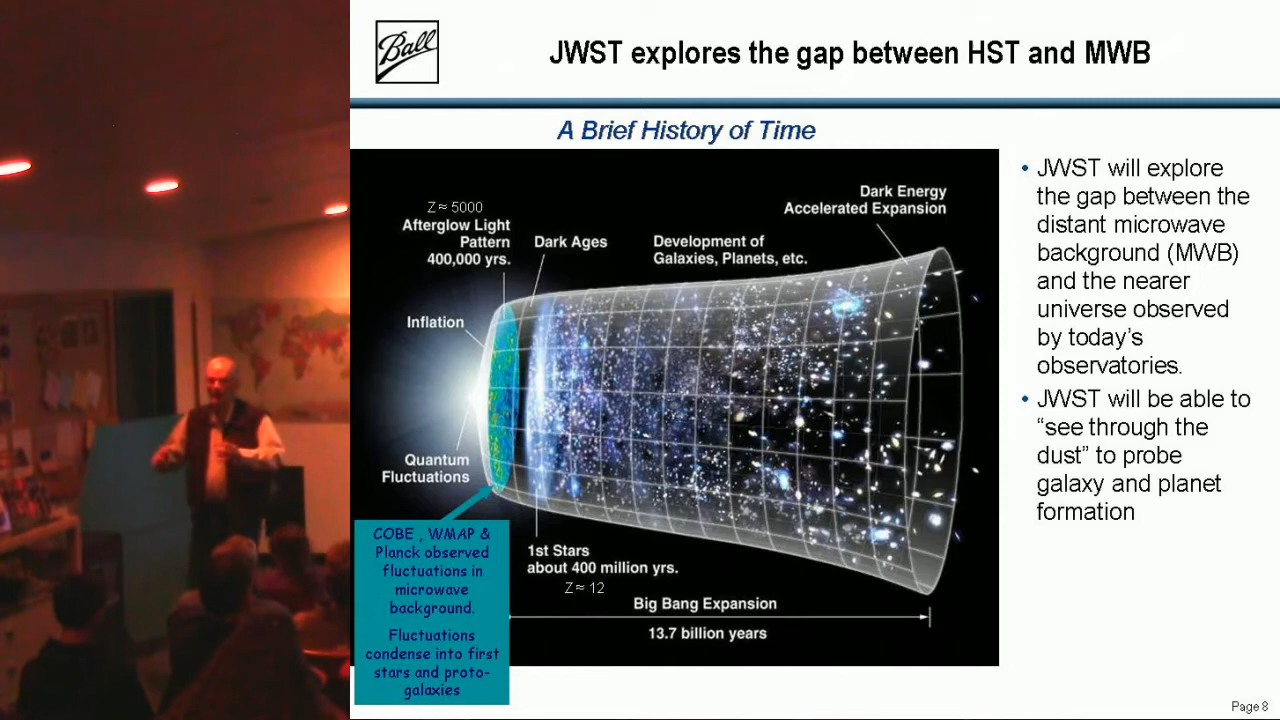 Ball
JWST explores the gap between HST and MWB
A Brief History of Time
Z ≈ 5000
Afterglow Light
Pattern
400,000 yrs.
Dark Ages
Development of
Galaxies, Planets, etc.
Dark Energy
Accelerated Expansion
Inflation
Quantum
Fluctuations
1st Stars
about 400 million yrs.
Z ≈ 12
Big Bang Expansion
13.7 billion years
COBE , WMAP &
Planck observed
fluctuations in
microwave
background.
Fluctuations
condense into first
stars and proto-
galaxies
• JWST will explore
the gap between the
distant microwave
background (MWB)
and the nearer
universe observed
by today’s
observatories.
• JWST will be able to
“see through the
dust” to probe
galaxy and planet
formation
Page 8